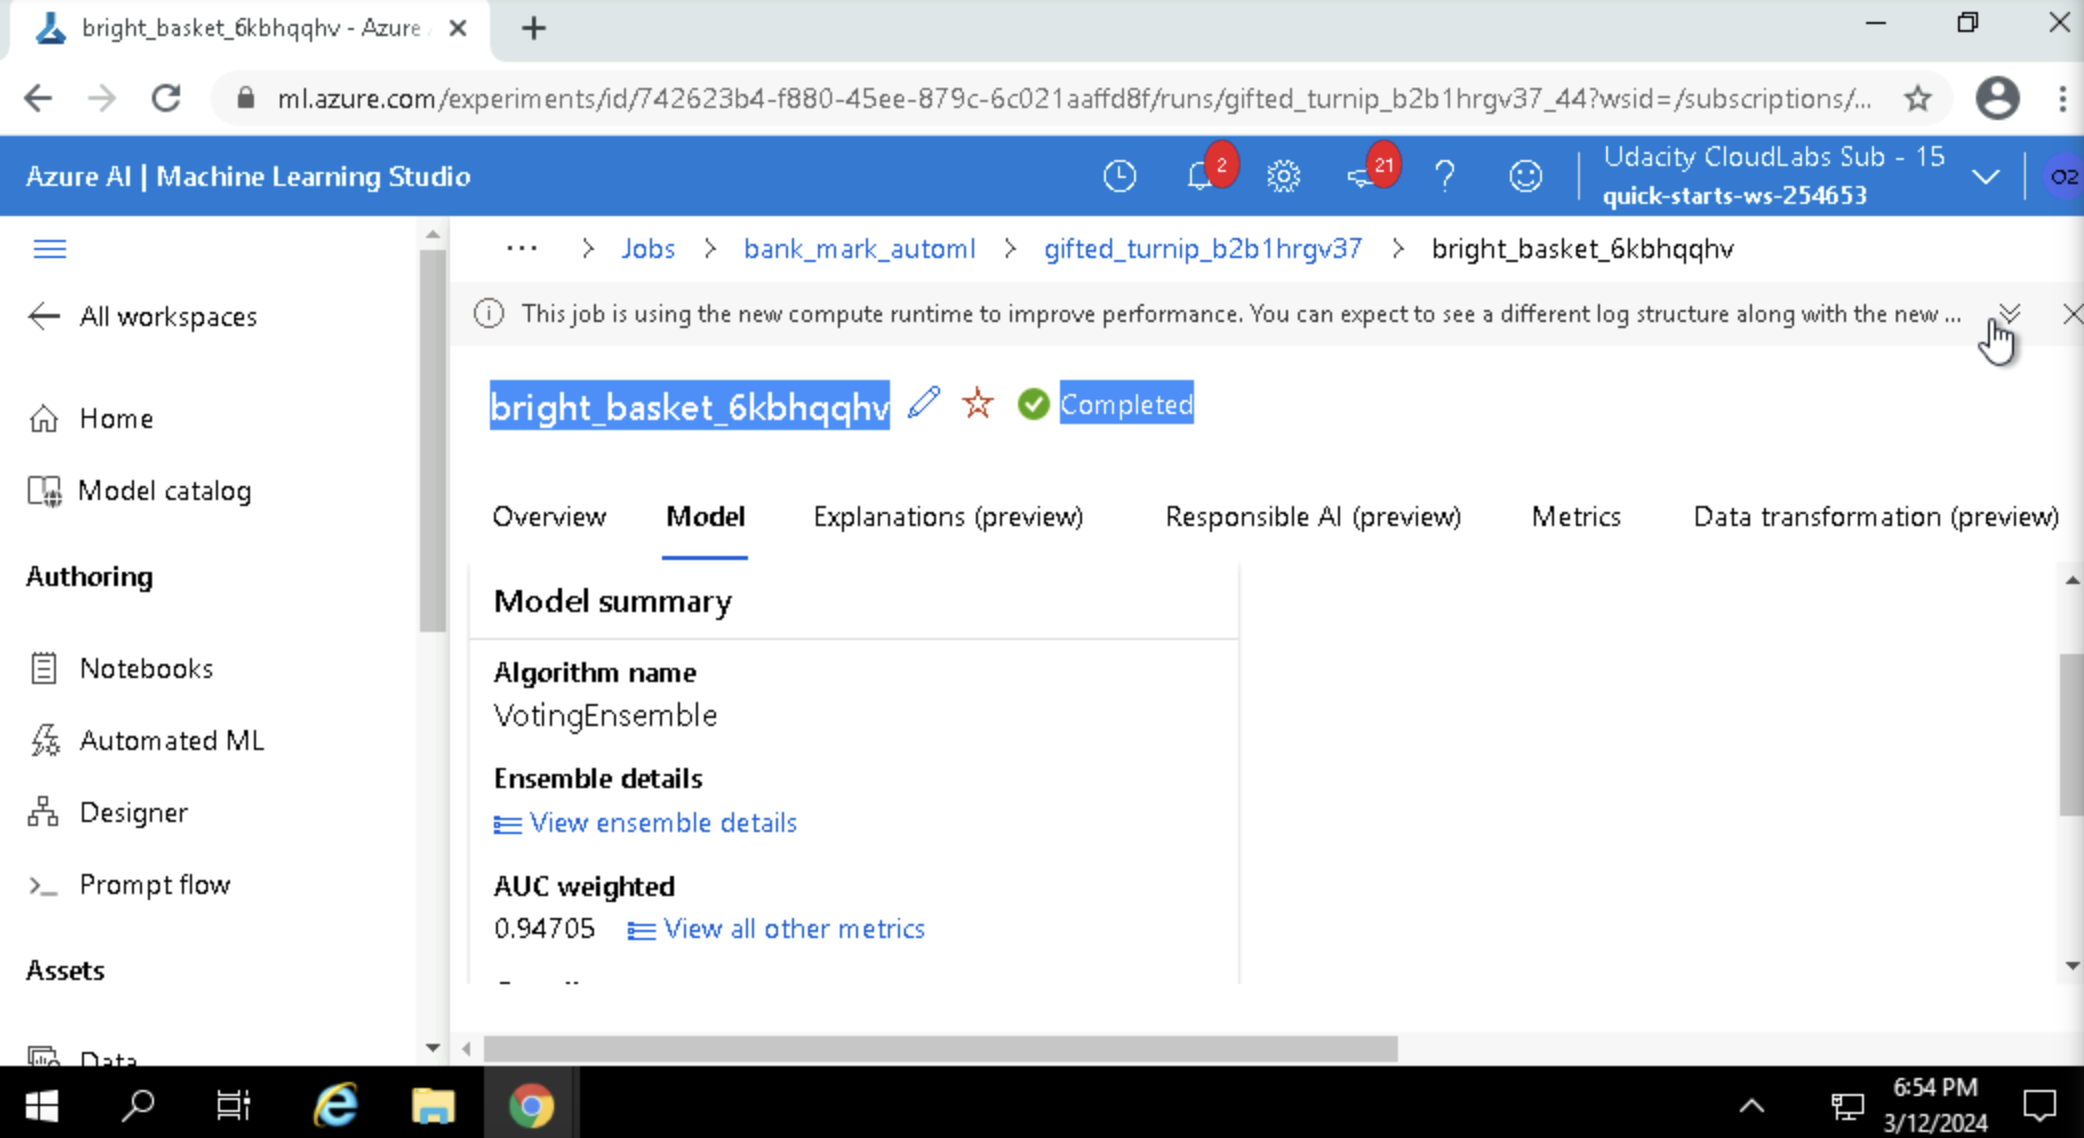 bright_basket_6kbhqqhv - Azure
ml.azure.com/experiments/id/742623b4-f880-45ee-879c-6c021aaffd8f/runs/gifted_turnip_b2b1hrgv37_44?wsid=/subscriptions/...
Azure AI | Machine Learning Studio
2
21
Udacity CloudLabs Sub - 15
quick-starts-ws-254653
O2
... > Jobs > bank_mark_automl > gifted_turnip_b2b1hrgv37 > bright_basket_6kbhqqhv
This job is using the new compute runtime to improve performance. You can expect to see a different log structure along with the new ...
All workspaces
Home
Model catalog
Authoring
Notebooks
Automated ML
Designer
Prompt flow
Assets
Data
bright_basket_6kbhqqhv Completed
Overview Model Explanations (preview) Responsible AI (preview) Metrics Data transformation (preview)
Model summary
Algorithm name
VotingEnsemble
Ensemble details
View ensemble details
AUC weighted
0.94705 View all other metrics
6:54 PM
3/12/2024